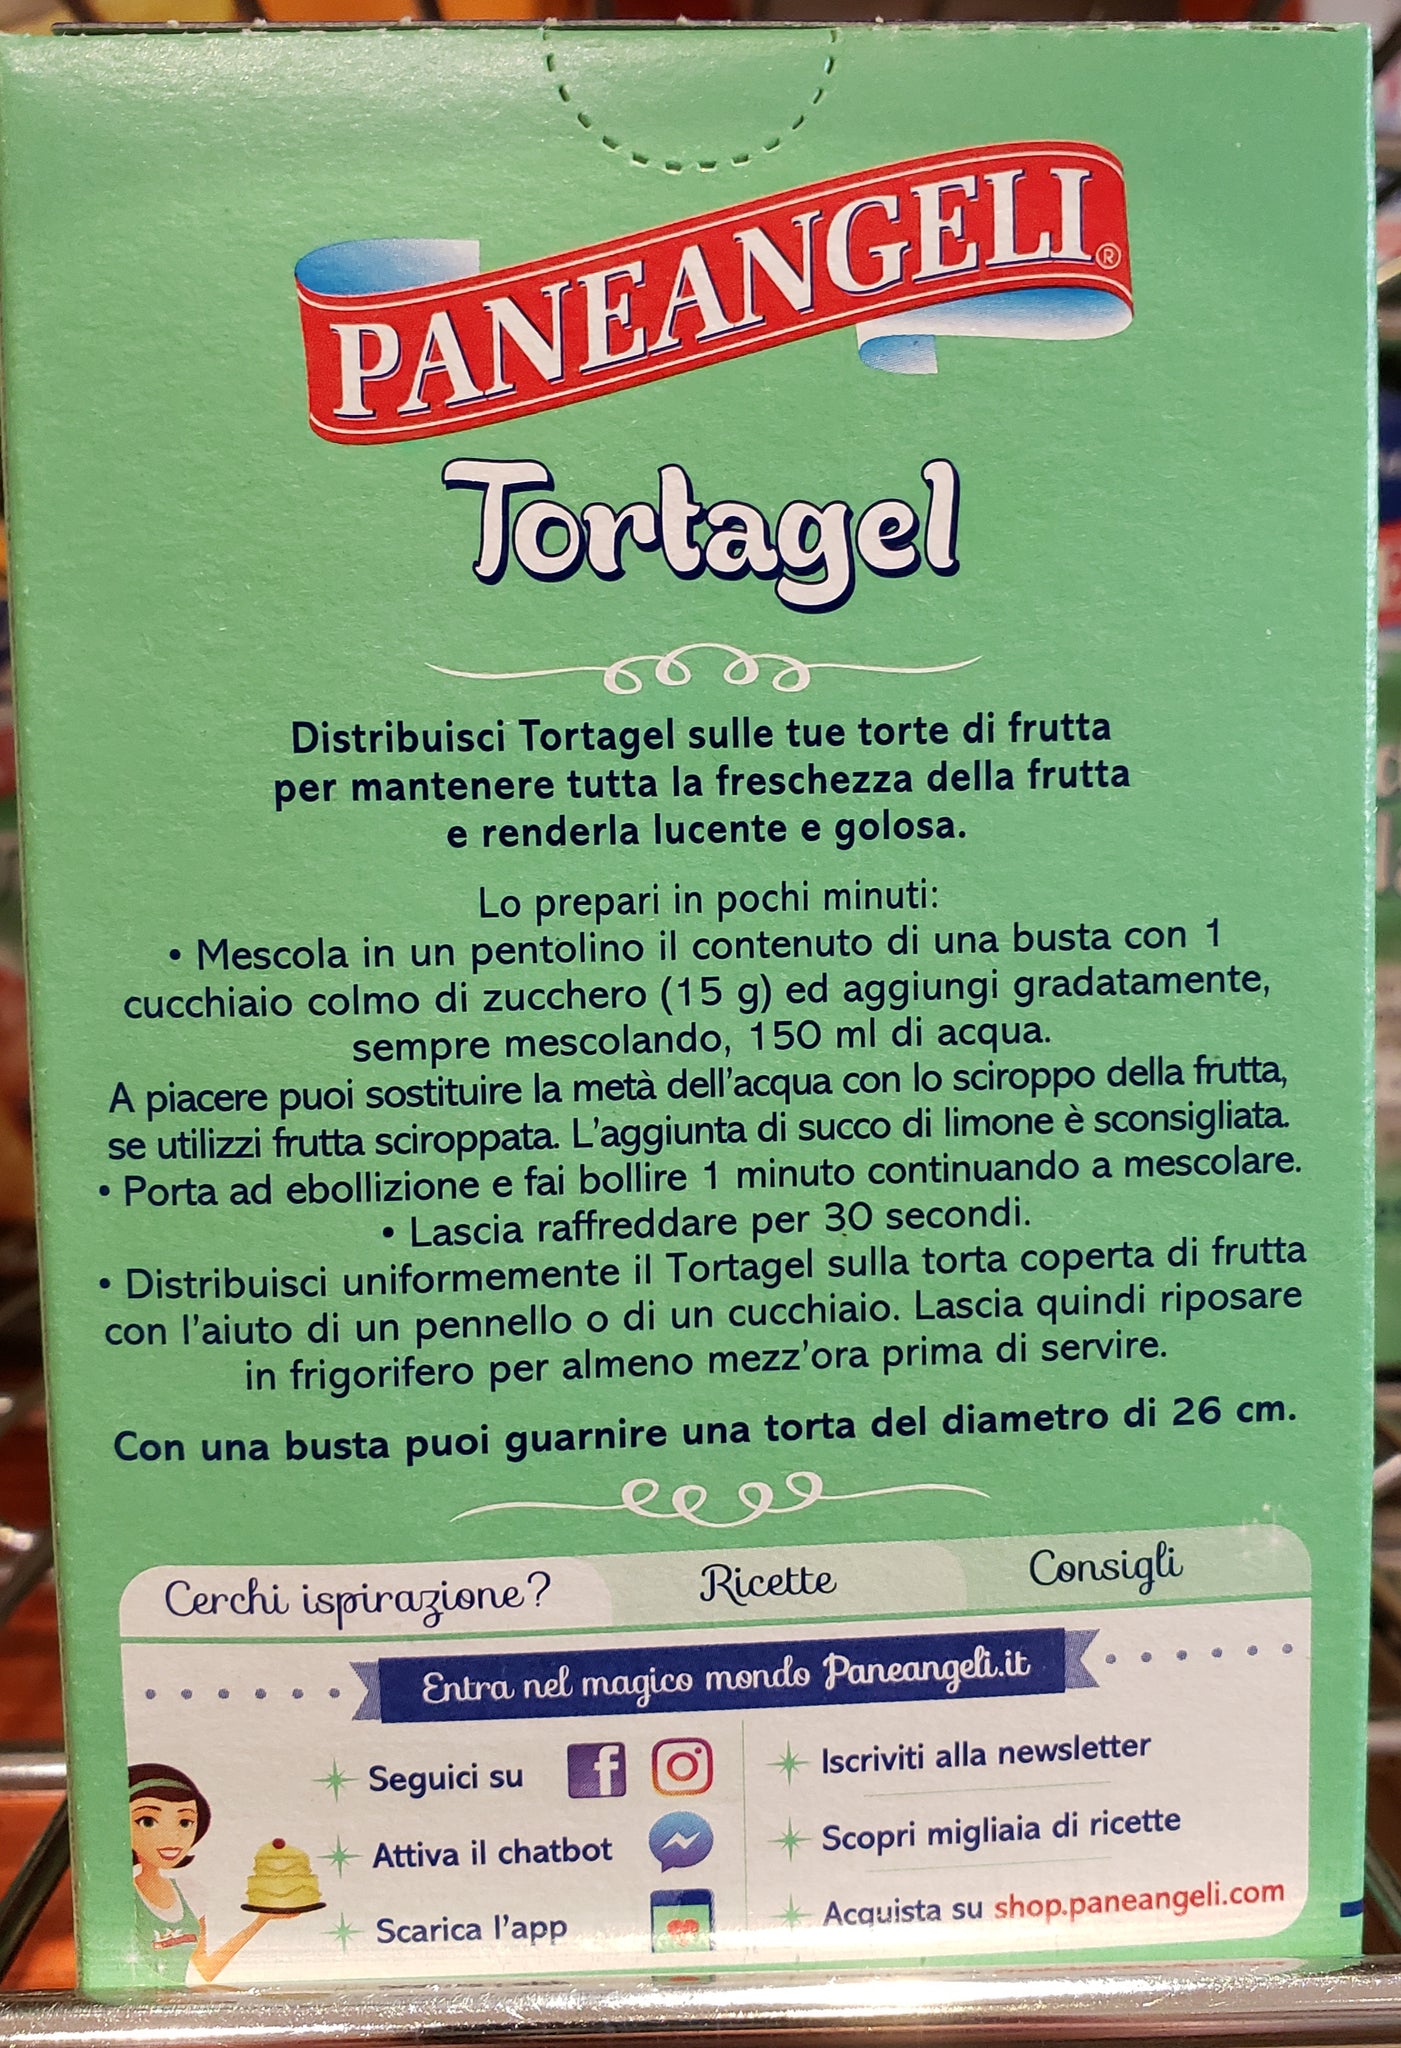 PANEANGELI®
Tortagel
Distribuisci Tortagel sulle tue torte di frutta
per mantenere tutta la freschezza della frutta
e renderla lucente e golosa.
Lo prepari in pochi minuti:
• Mescola in un pentolino il contenuto di una busta con 1
cucchiaio colmo di zucchero (15 g) ed aggiungi gradatamente,
sempre mescolando, 150 ml di acqua.
A piacere puoi sostituire la metà dell'acqua con lo sciroppo della frutta,
se utilizzi frutta sciroppata. L'aggiunta di succo di limone è sconsigliata.
• Porta ad ebollizione e fai bollire 1 minuto continuando a mescolare.
• Lascia raffreddare per 30 secondi.
• Distribuisci uniformemente il Tortagel sulla torta coperta di frutta
con l'aiuto di un pennello o di un cucchiaio. Lascia quindi riposare
in frigorifero per almeno mezz'ora prima di servire.
Con una busta puoi guarnire una torta del diametro di 26 cm.
Cerchi ispirazione? Ricette Consigli
Entra nel magico mondo Paneangeli.it
Seguici su
Attiva il chatbot
Scarica l'app
Iscriviti alla newsletter
Scopri migliaia di ricette
Acquista su shop.paneangeli.com